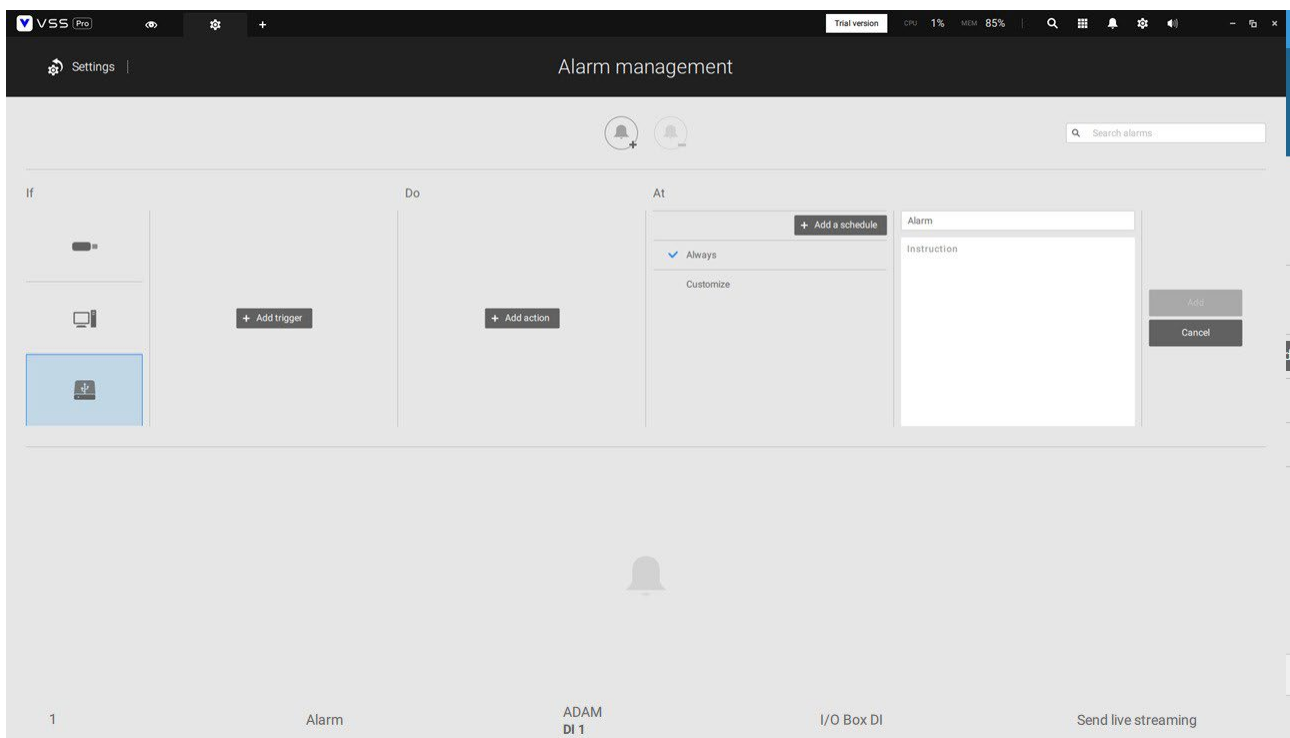 VSS Pro
Trial version
CPU 1% MEM 85%
Settings
Alarm management
Search alarms
If
Do
At
+ Add a schedule
Alarm
Always
Instruction
Customize
+ Add trigger
+ Add action
Add
Cancel
1
Alarm
ADAM
DI 1
I/O Box DI
Send live streaming